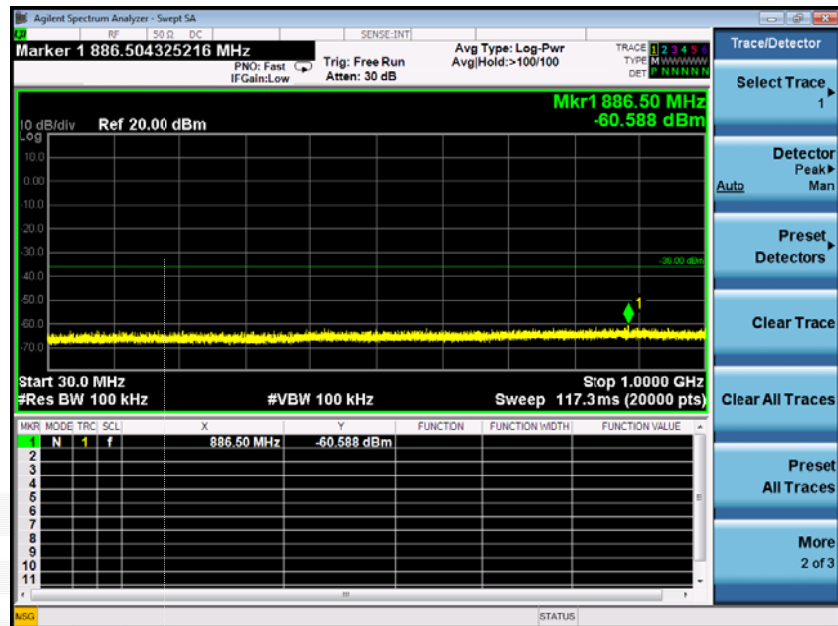 Agilent Spectrum Analyzer - Swept SA
RF 50 Ω DC SENSE:INT
Marker 1 886.504325216 MHz
PNO: Fast
IFGain:Low
Trig: Free Run
Atten: 30 dB
Avg Type: Log-Pwr
Avg|Hold:>100/100
TRACE 1 2 3 4 5 6
TYPE M WWWWW
DET P N N N N N
Mkr1 886.50 MHz
-60.588 dBm
10 dB/div Ref 20.00 dBm
Log
10.0
0.00
-10.0
-20.0
-30.0
-36.00 dBm
-40.0
-50.0
1
-60.0
-70.0
Start 30.0 MHz Stop 1.0000 GHz
#Res BW 100 kHz #VBW 100 kHz Sweep 117.3ms (20000 pts)
MKR MODE TRC SCL X Y FUNCTION FUNCTION WIDTH FUNCTION VALUE
1 N 1 f 886.50 MHz -60.588 dBm
2
3
4
5
6
7
8
9
10
11
MSG STATUS
Trace/Detector
Select Trace
1
Detector
Peak
Auto Man
Preset
Detectors
Clear Trace
Clear All Traces
Preset
All Traces
More
2 of 3